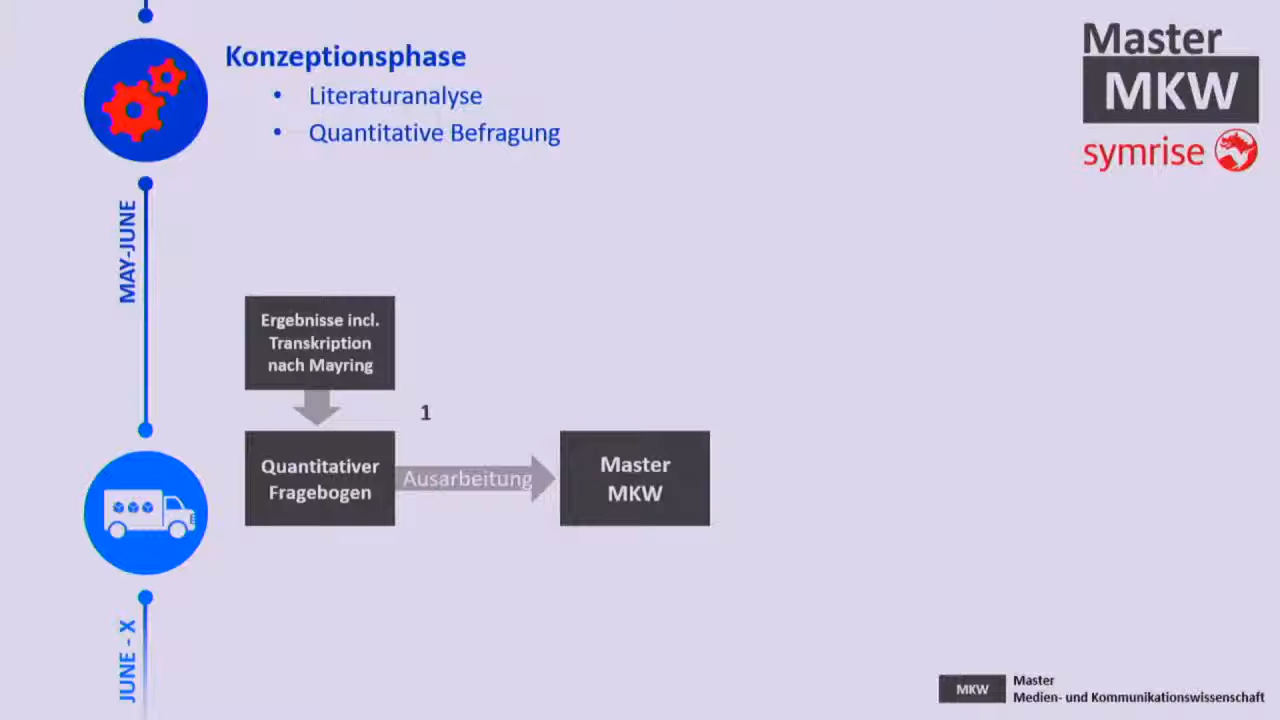 Konzeptionsphase
• Literaturanalyse
• Quantitative Befragung
Master
MKW
symrise
MAY-JUNE
Ergebnisse incl.
Transkription
nach Mayring
1
Quantitativer
Fragebogen
Ausarbeitung
Master
MKW
JUNE - X
MKW
Master
Medien- und Kommunikationswissenschaft